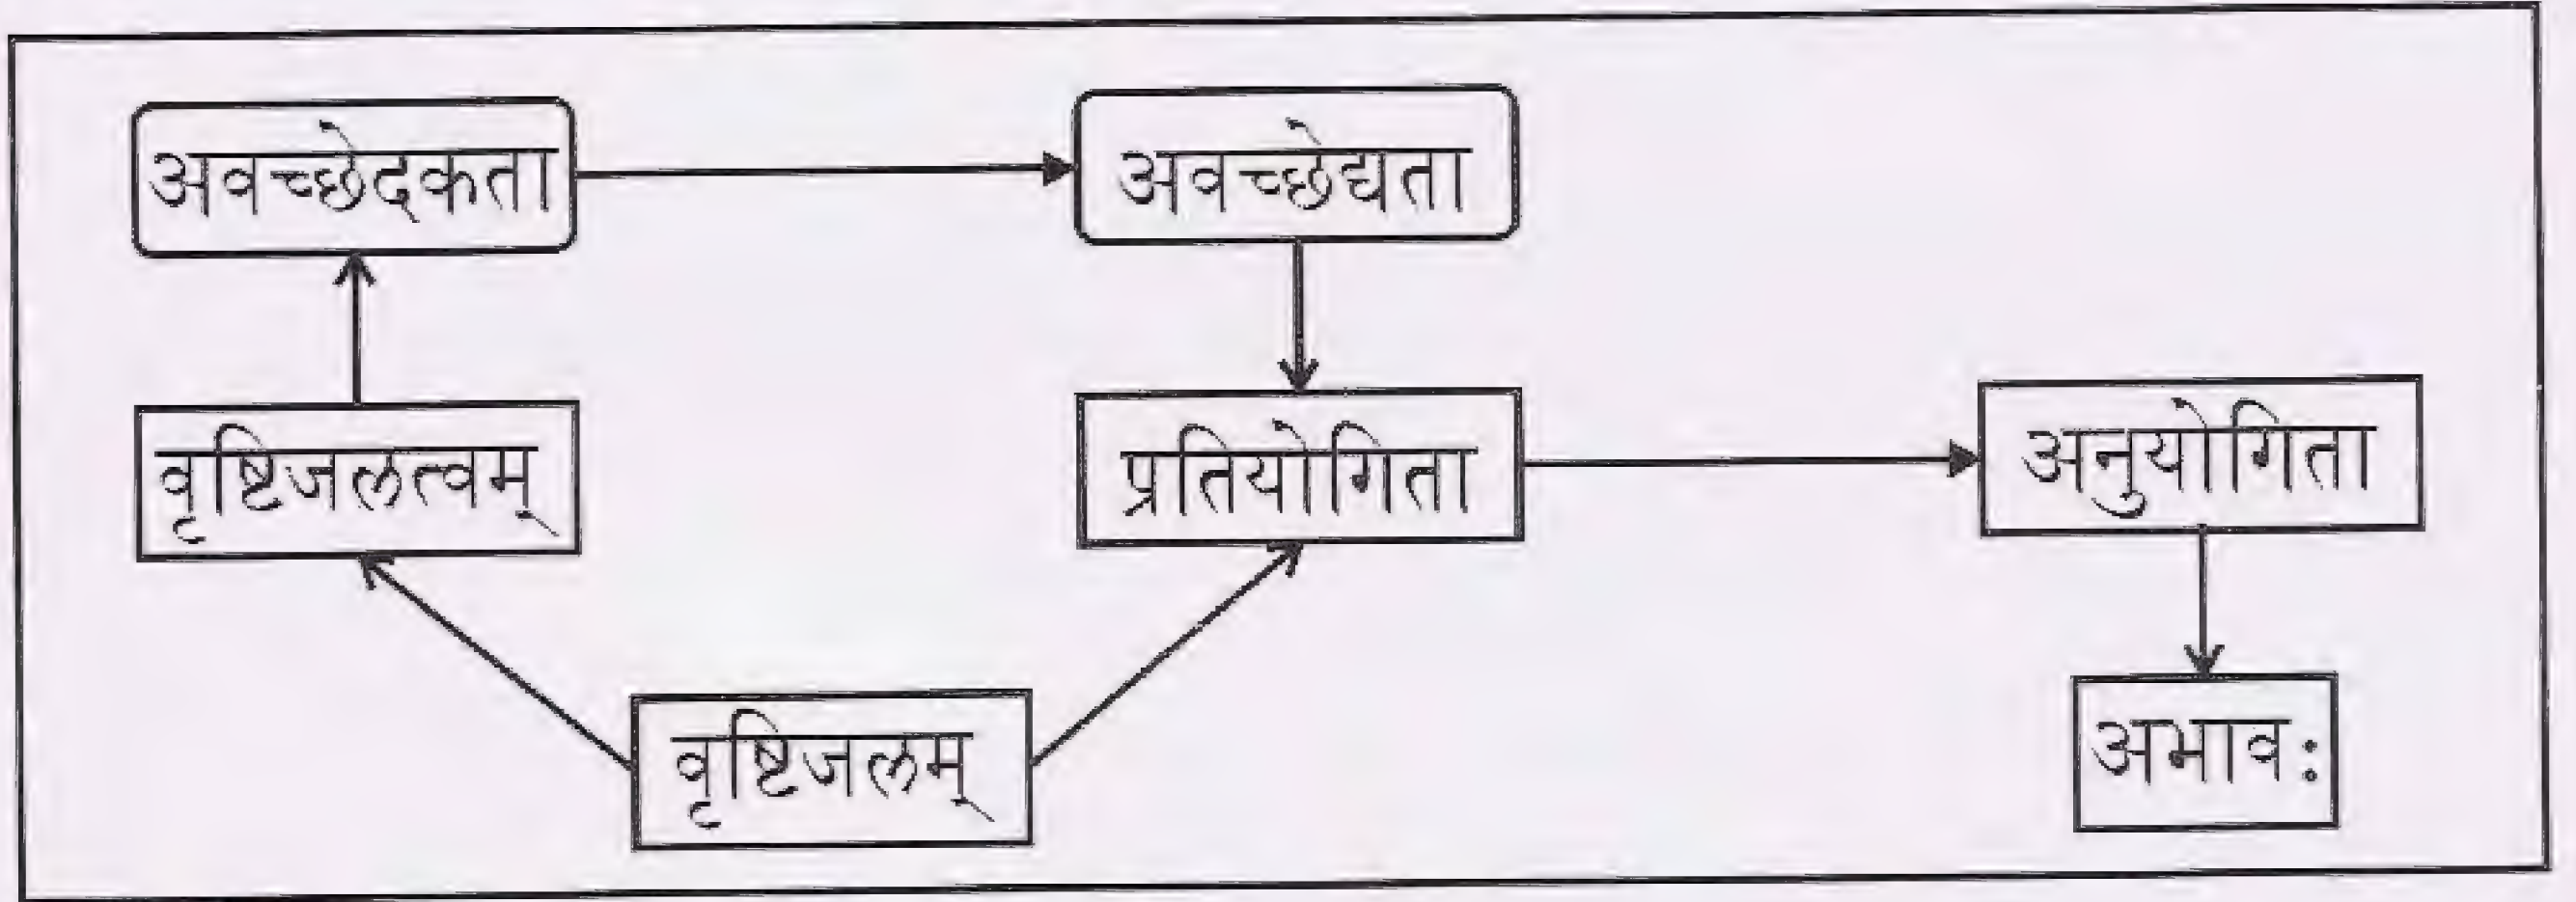 अवच्छेदकता
अवच्छेद्यता
वृष्टिजलत्वम्
प्रतियोगिता
अनुयोगिता
वृष्टिजलम्
अभावः